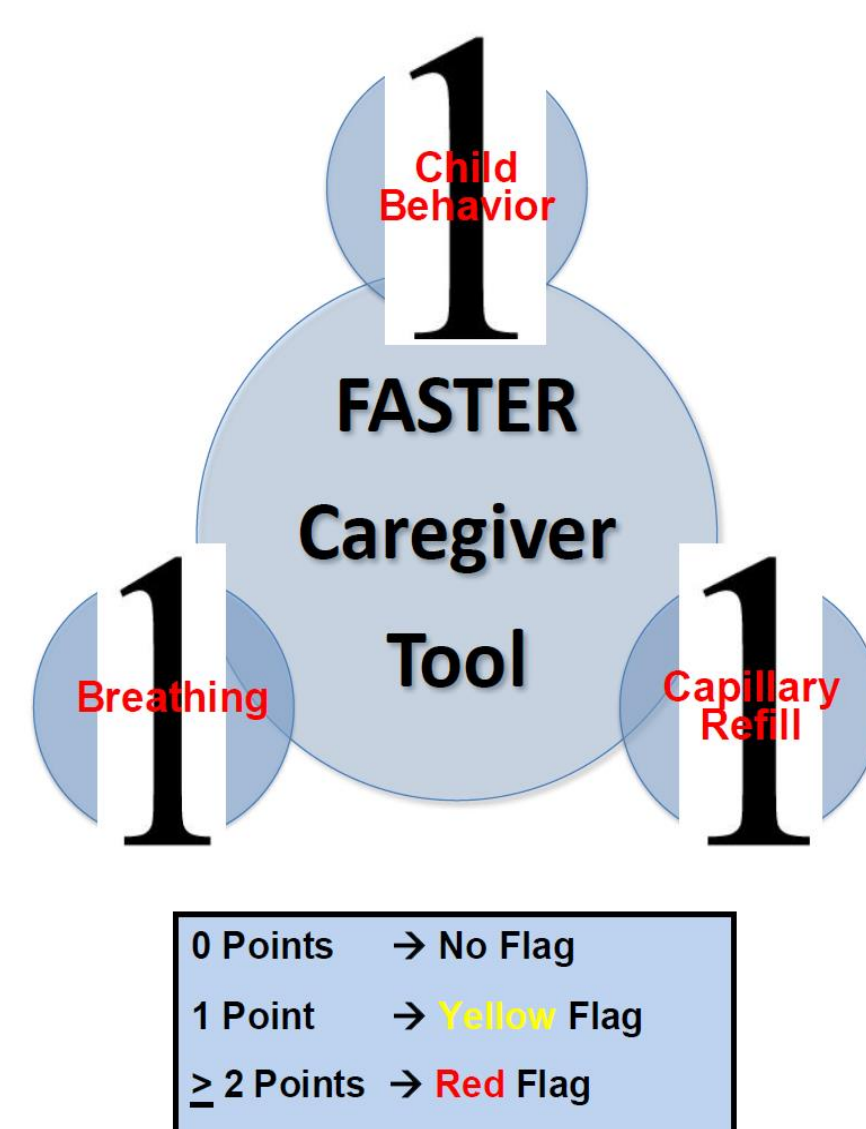 1
Child
Behavior
FASTER
Caregiver
Tool
1
Breathing
1
Capillary
Refill
0 Points → No Flag
1 Point → Yellow Flag
≥ 2 Points → Red Flag